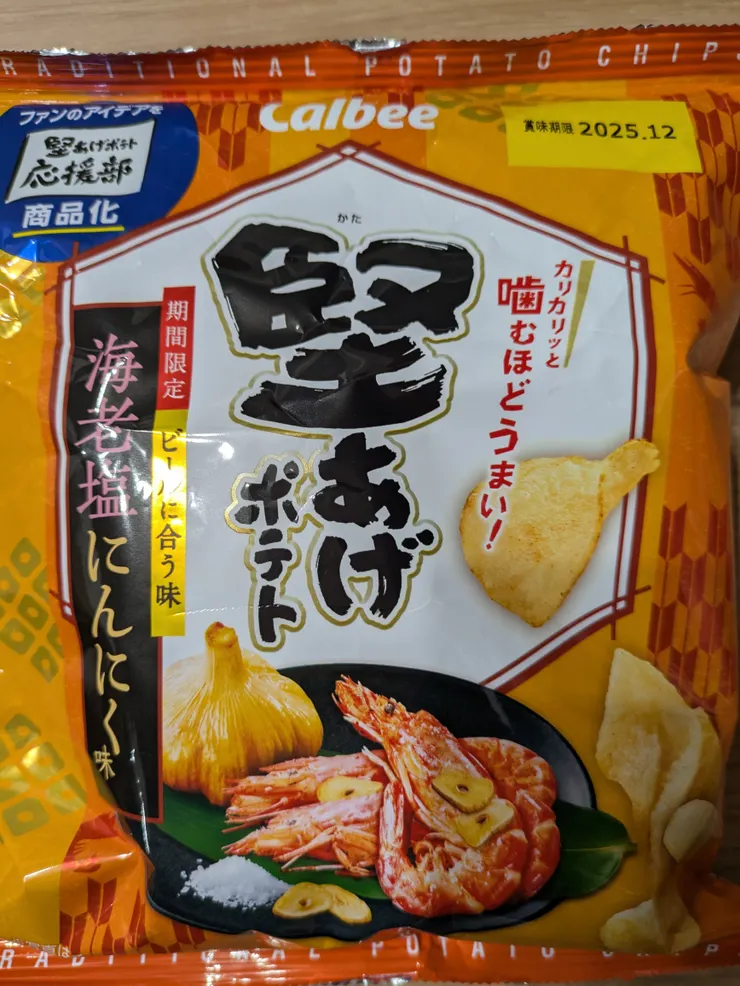 RADITIONAL POTATO CHIPS
Calbee
ファンのアイデアを
堅あげポテト
応援部
商品化
賞味期限 2025.12
かた
堅あげ
ポテト
カリカリッと
噛むほどうまい!
期間限定
ビールに合う味
海老塩にんにく味
TRADITIONAL POTATO CHIPS